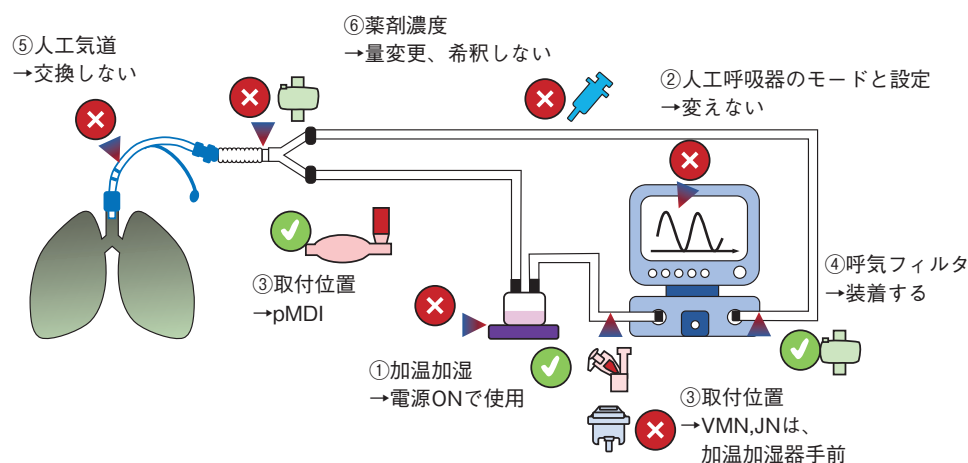 ⑥薬剤濃度
→量変更、希釈しない
⑤人工気道
→交換しない
②人工呼吸器のモードと設定
→変えない
③取付位置
→pMDI
④呼気フィルタ
→装着する
①加温加湿
→電源ONで使用
③取付位置
→VMN,JNは、
加温加湿器手前